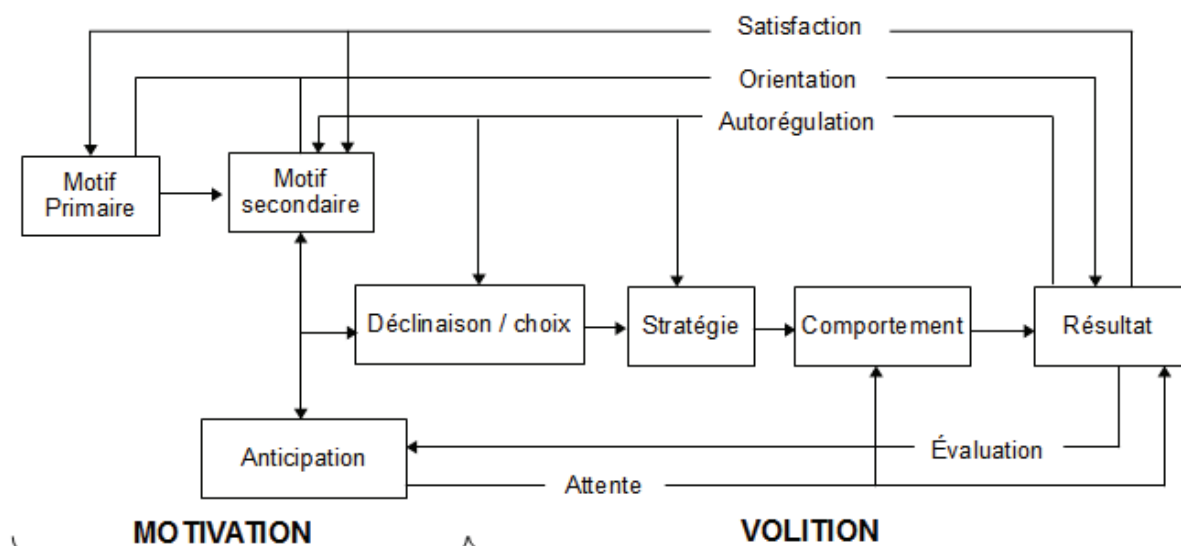 Satisfaction
Orientation
Autorégulation
Motif
Primaire
Motif
secondaire
Déclinaison / choix
Stratégie
Comportement
Résultat
Anticipation
Évaluation
Attente
MOTIVATION
VOLITION